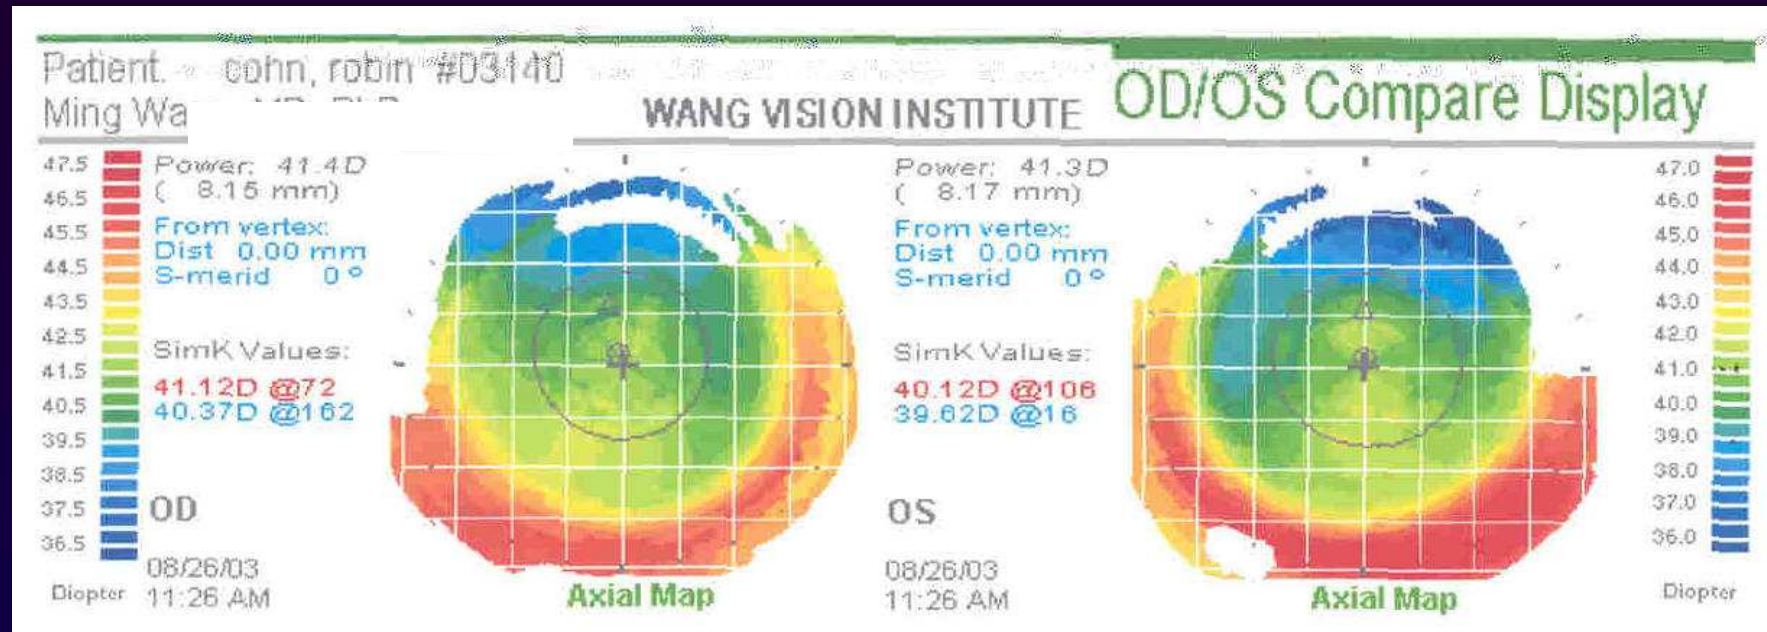 Patient. cohn, robin #03140
Ming Wa
WANG VISION INSTITUTE
OD/OS Compare Display
47.5
46.5
45.5
44.5
43.5
42.5
41.5
40.5
39.5
38.5
37.5
36.5
Diopter
Power: 41.4D
( 8.15 mm)
From vertex:
Dist 0.00 mm
S-merid 0°
SimK Values:
41.12D @72
40.37D @162
OD
08/26/03
11:26 AM
Axial Map
Power: 41.3D
( 8.17 mm)
From vertex:
Dist 0.00 mm
S-merid 0°
SimK Values:
40.12D @106
39.62D @16
OS
08/26/03
11:26 AM
Axial Map
47.0
46.0
45.0
44.0
43.0
42.0
41.0
40.0
39.0
38.0
37.0
36.0
Diopter